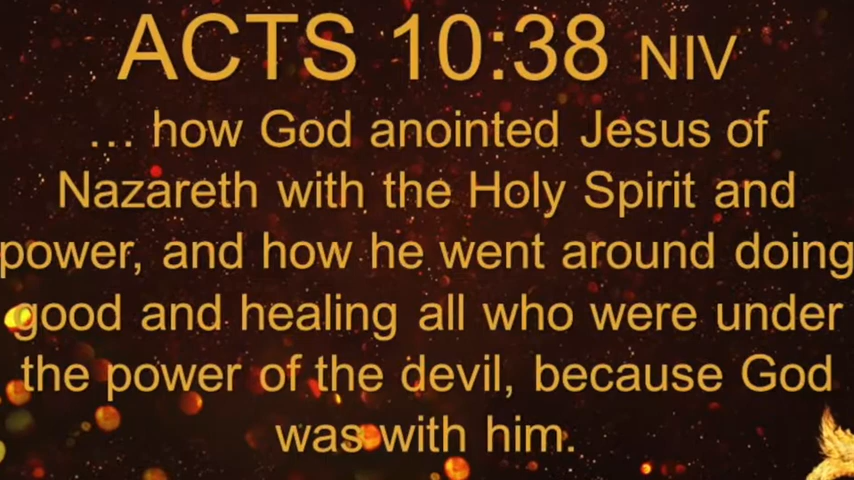 ACTS 10:38 NIV
... how God anointed Jesus of
Nazareth with the Holy Spirit and
power, and how he went around doing
good and healing all who were under
the power of the devil, because God
was with him.